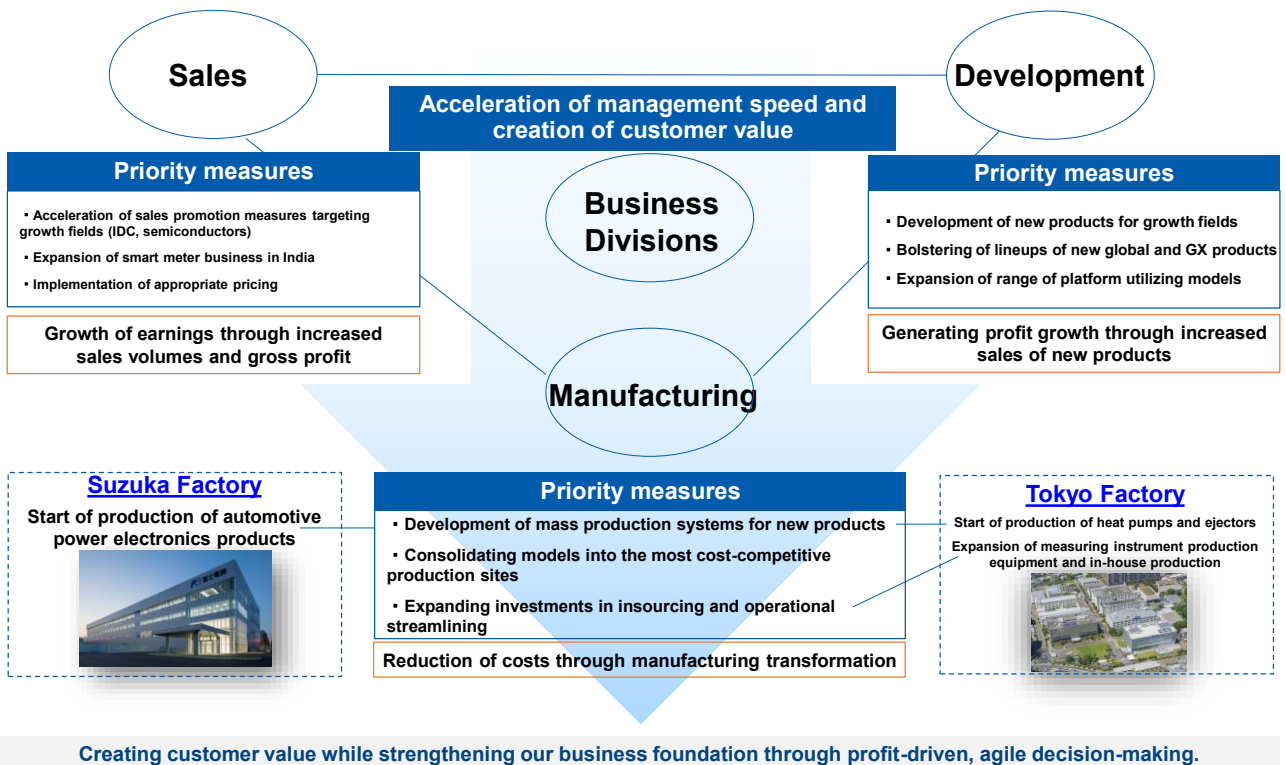 Sales
Development
Acceleration of management speed and
creation of customer value
Priority measures
・Acceleration of sales promotion measures targeting
growth fields (IDC, semiconductors)
・Expansion of smart meter business in India
・Implementation of appropriate pricing
Growth of earnings through increased
sales volumes and gross profit
Business
Divisions
Priority measures
・Development of new products for growth fields
・Bolstering of lineups of new global and GX products
・Expansion of range of platform utilizing models
Generating profit growth through increased
sales of new products
Manufacturing
Suzuka Factory
Start of production of automotive
power electronics products
Priority measures
・Development of mass production systems for new products
・Consolidating models into the most cost-competitive
production sites
・Expanding investments in insourcing and operational
streamlining
Reduction of costs through manufacturing transformation
Tokyo Factory
Start of production of heat pumps and ejectors
Expansion of measuring instrument production
equipment and in-house production
Creating customer value while strengthening our business foundation through profit-driven, agile decision-making.